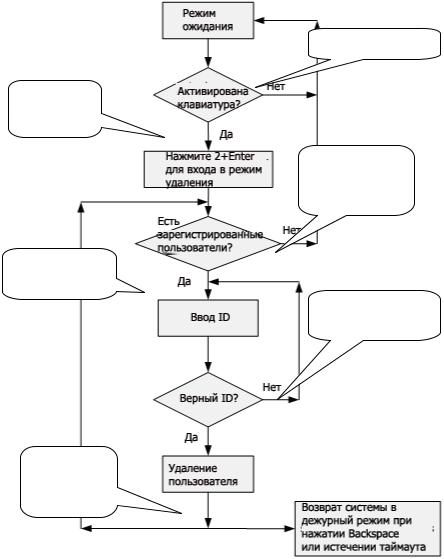 Режим
ожидания
Активирована
клавиатура?
Нет
Да
Нажмите 2+Enter
для входа в режим
удаления
Есть
зарегистрированные
пользователи?
Нет
Да
Ввод ID
Верный ID?
Нет
Да
Удаление
пользователя
Возврат системы в
дежурный режим при
нажатии Backspace
или истечении таймаута